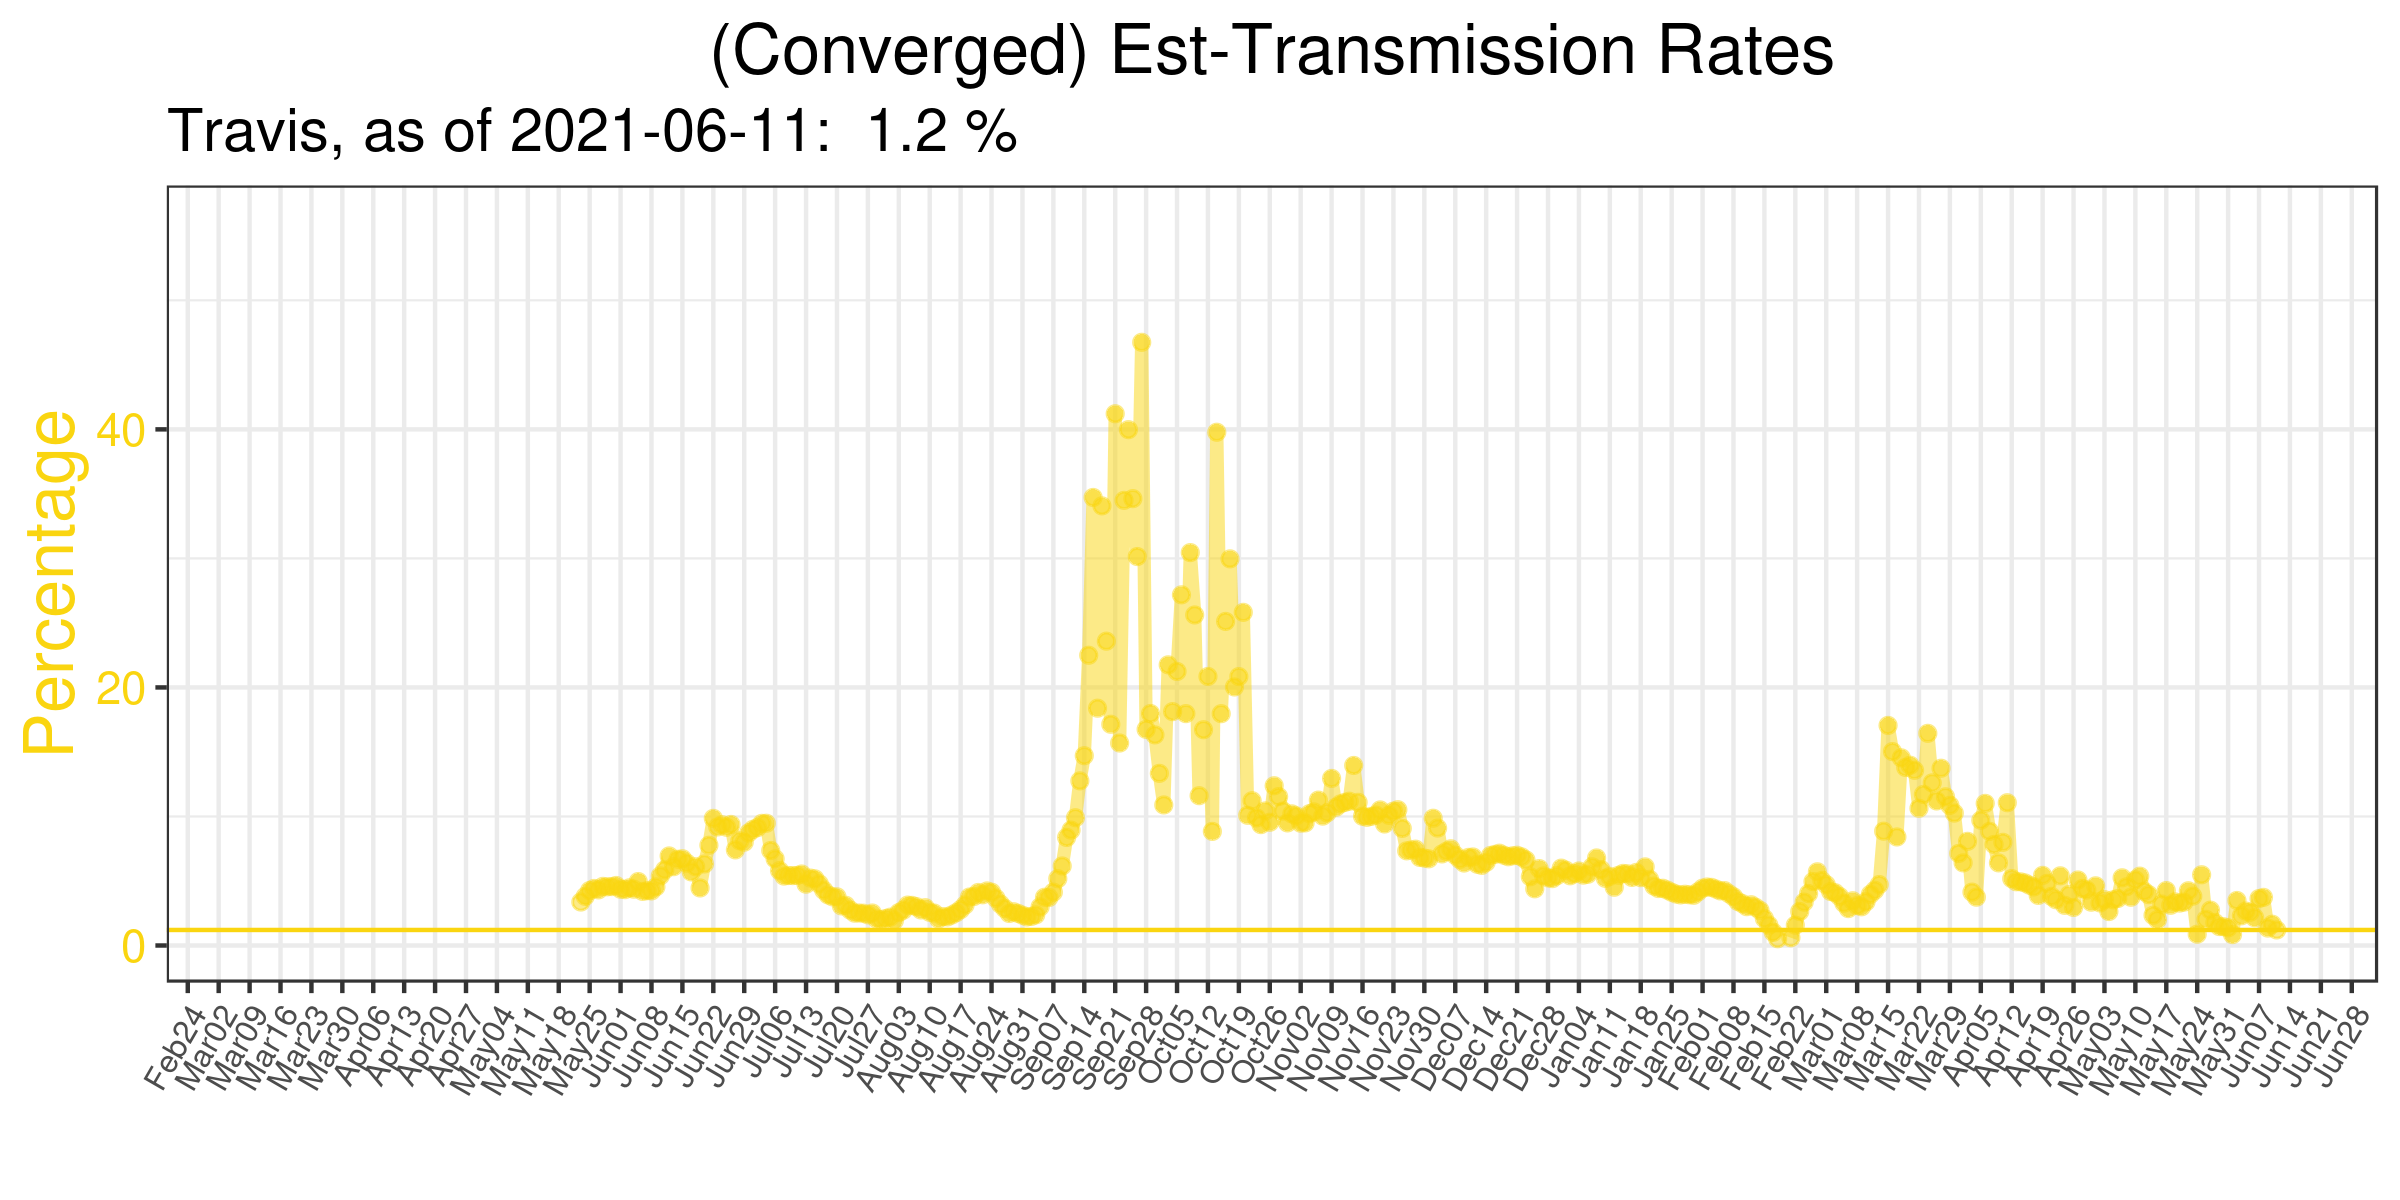 (Converged) Est-Transmission Rates
Travis, as of 2021-06-11:  1.2 %
Percentage
40
20
0
Feb24
Mar02
Mar09
Mar16
Mar23
Mar30
Apr06
Apr13
Apr20
Apr27
May04
May11
May18
May25
Jun01
Jun08
Jun15
Jun22
Jun29
Jul06
Jul13
Jul20
Jul27
Aug03
Aug10
Aug17
Aug24
Aug31
Sep07
Sep14
Sep21
Sep28
Oct05
Oct12
Oct19
Oct26
Nov02
Nov09
Nov16
Nov23
Nov30
Dec07
Dec14
Dec21
Dec28
Jan04
Jan11
Jan18
Jan25
Feb01
Feb08
Feb15
Feb22
Mar01
Mar08
Mar15
Mar22
Mar29
Apr05
Apr12
Apr19
Apr26
May03
May10
May17
May24
May31
Jun07
Jun14
Jun21
Jun28